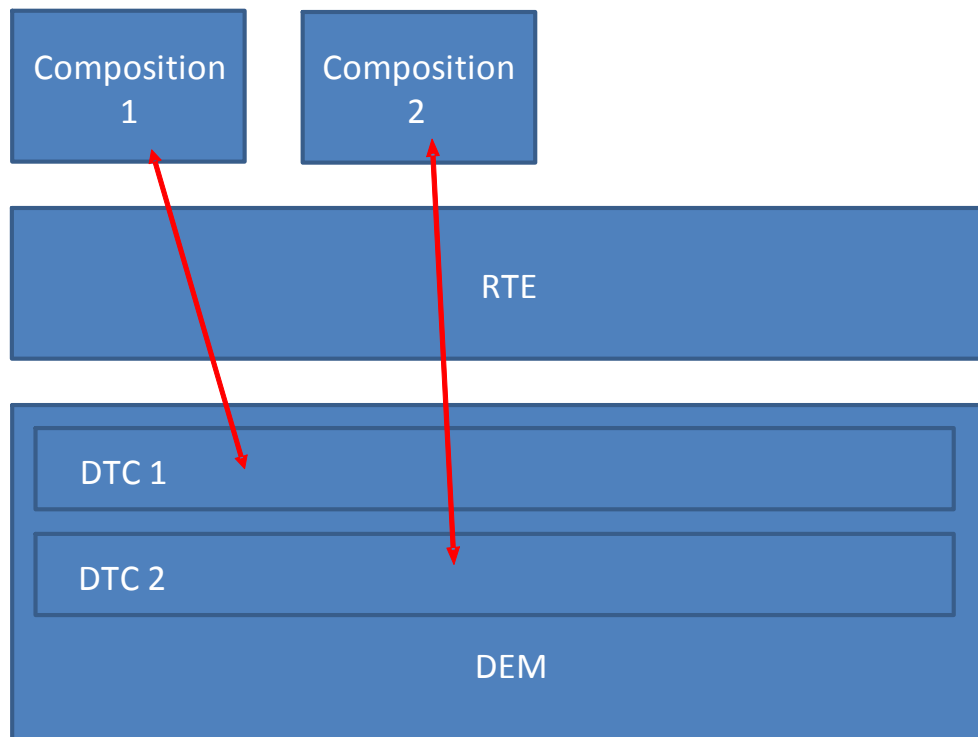 Composition
1
Composition
2
RTE
DTC 1
DTC 2
DEM